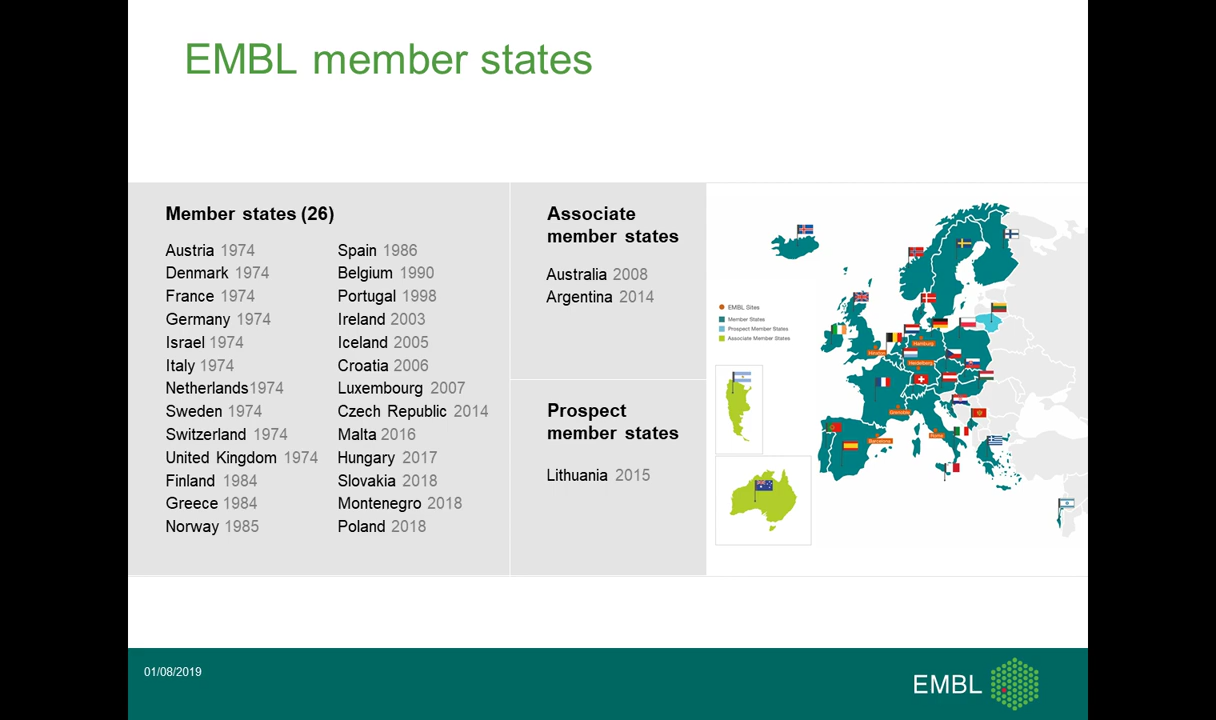 EMBL member states
Member states (26)
Austria 1974
Denmark 1974
France 1974
Germany 1974
Israel 1974
Italy 1974
Netherlands1974
Sweden 1974
Switzerland 1974
United Kingdom 1974
Finland 1984
Greece 1984
Norway 1985
Spain 1986
Belgium 1990
Portugal 1998
Ireland 2003
Iceland 2005
Croatia 2006
Luxembourg 2007
Czech Republic 2014
Malta 2016
Hungary 2017
Slovakia 2018
Montenegro 2018
Poland 2018
Associate
member states
Australia 2008
Argentina 2014
Prospect
member states
Lithuania 2015
EMBL Sites
Member States
Prospect Member States
Associate Member States
Hamburg
Hinxton
Heidelberg
Grenoble
Barcelona
Rome
01/08/2019
EMBL